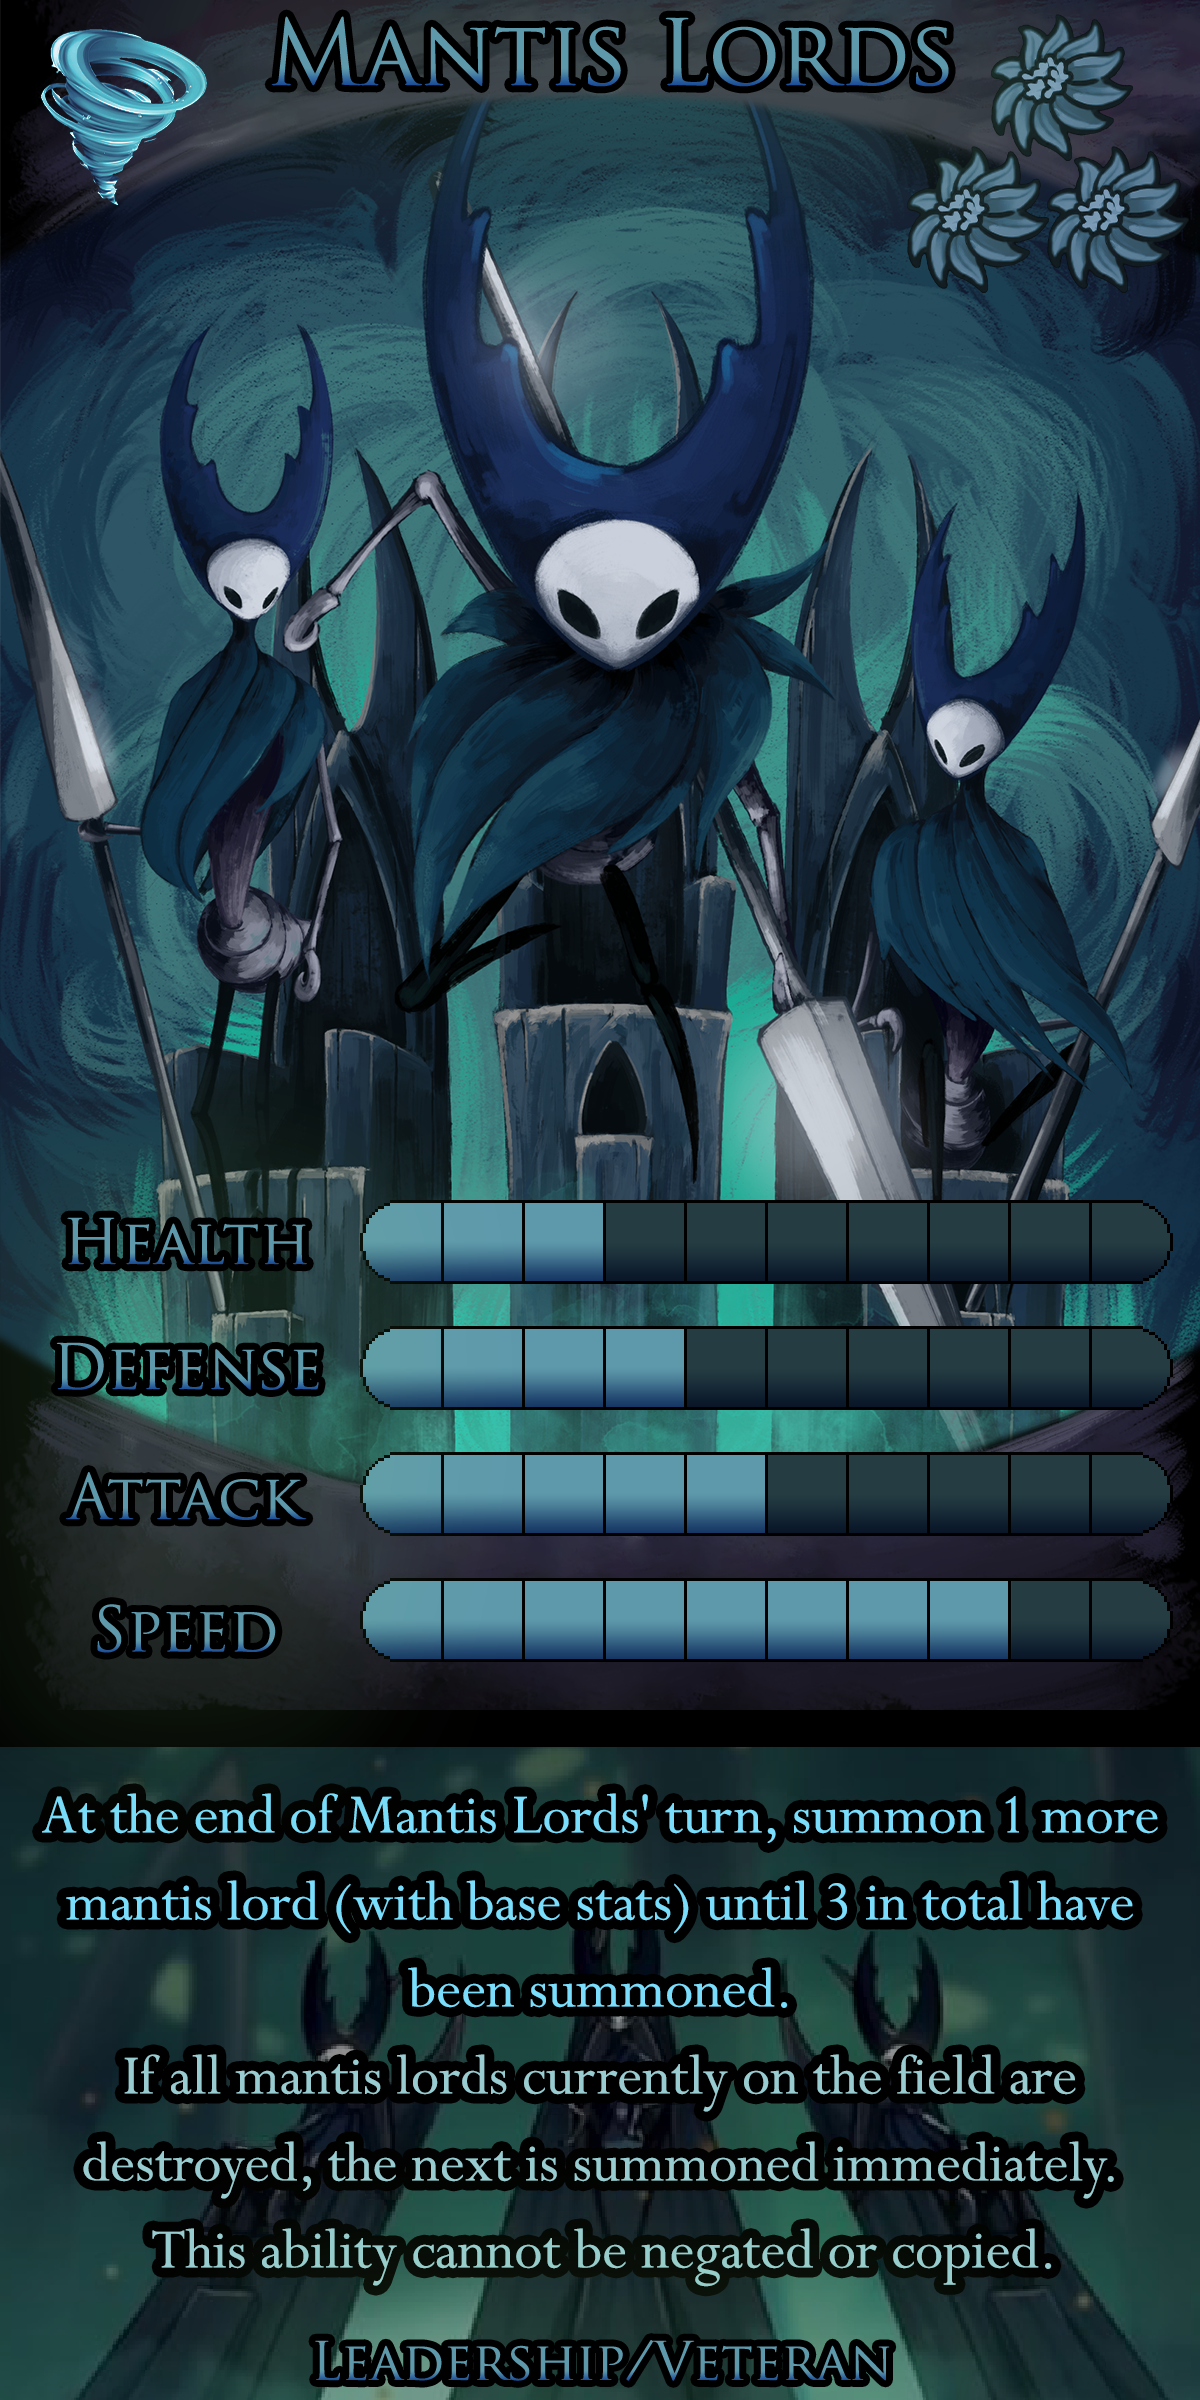 Mantis Lords
Health
Defense
Attack
Speed
At the end of Mantis Lords' turn, summon 1 more
mantis lord (with base stats) until 3 in total have
been summoned.
If all mantis lords currently on the field are
destroyed, the next is summoned immediately.
This ability cannot be negated or copied.
Leadership/Veteran